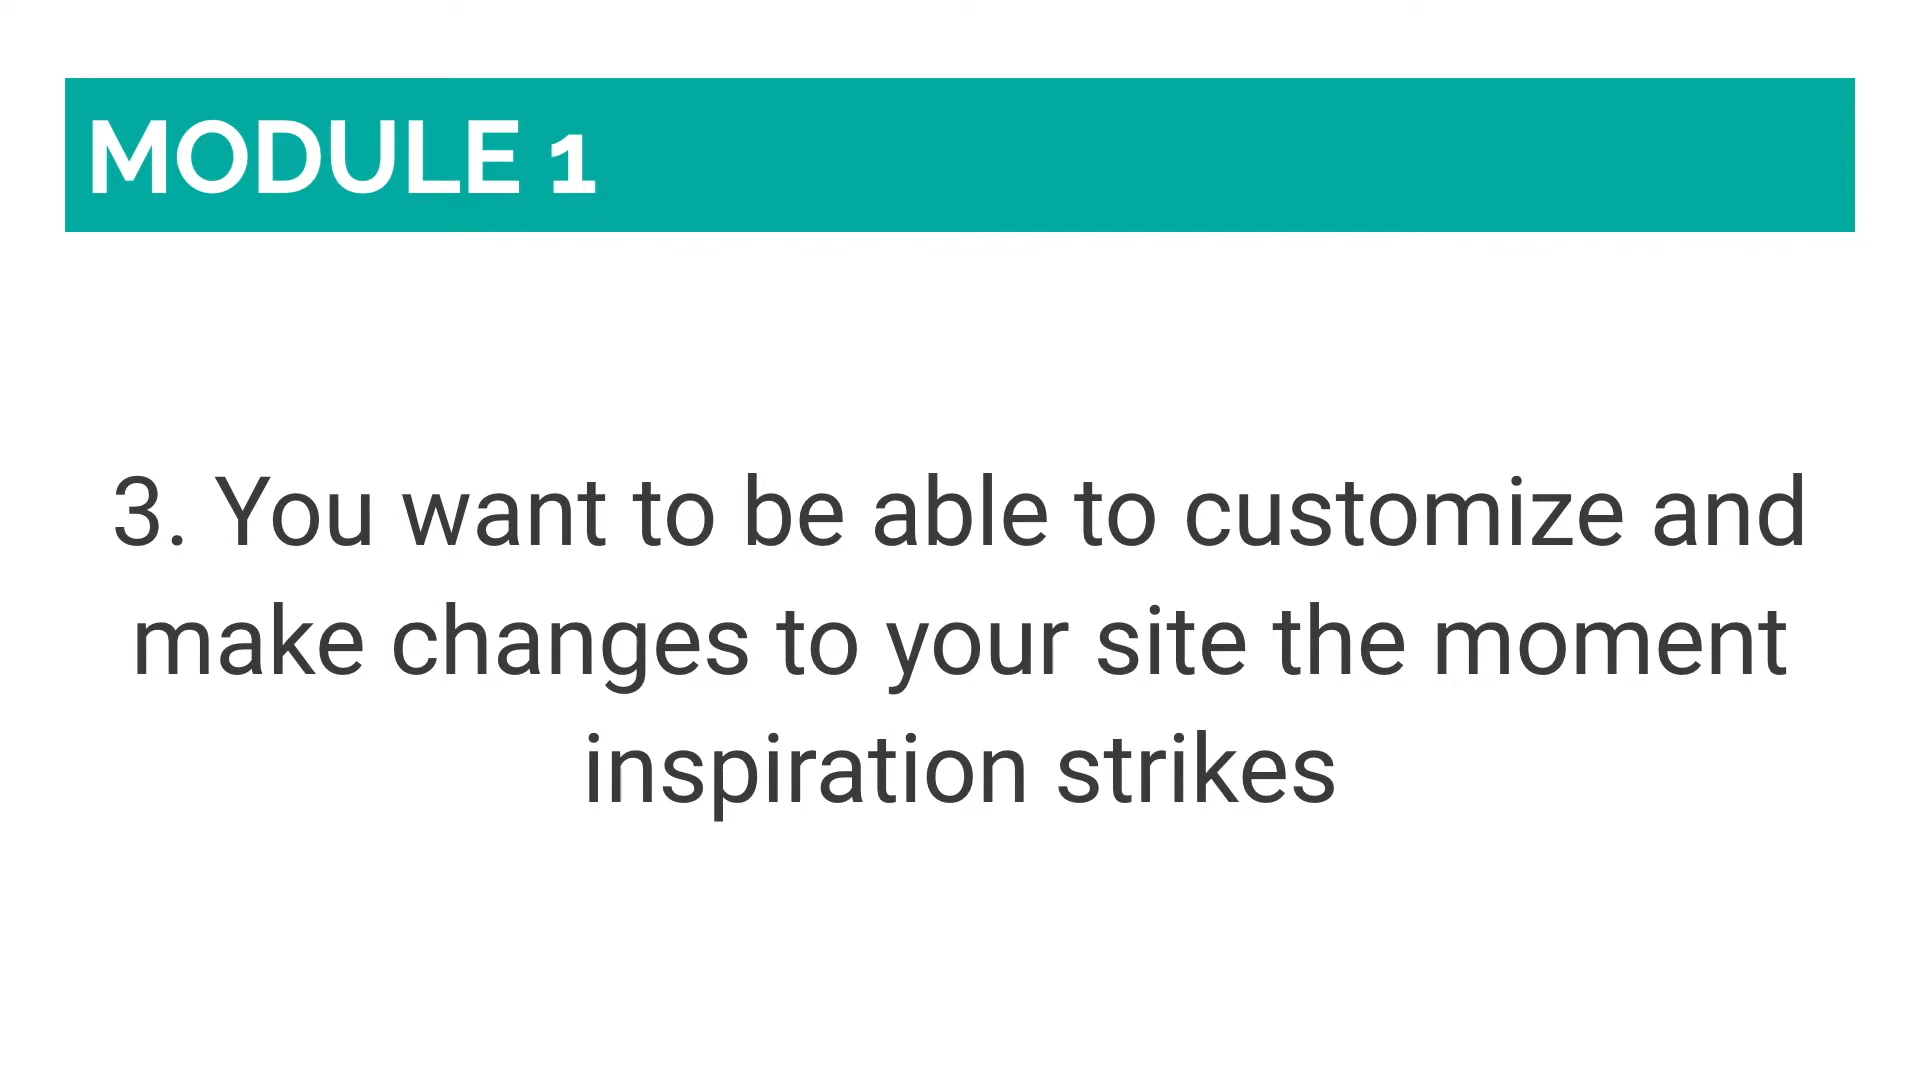 MODULE 1
3. You want to be able to customize and
make changes to your site the moment
inspiration strikes